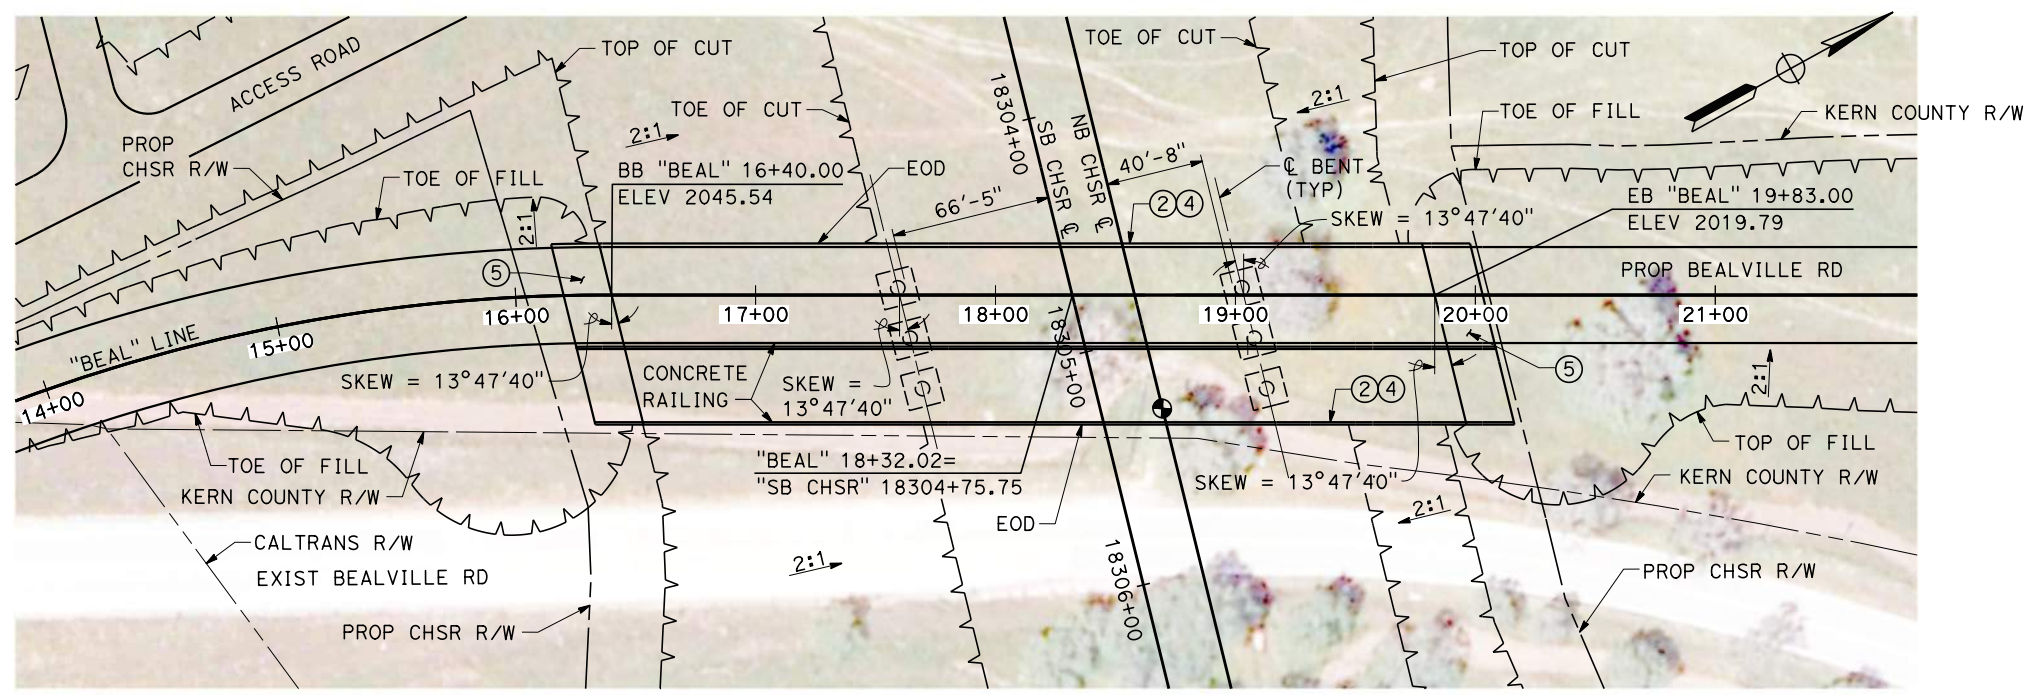 ACCESS ROAD
TOP OF CUT
TOE OF CUT
TOE OF CUT
TOP OF CUT
TOE OF FILL
KERN COUNTY R/W
PROP
CHSR R/W
TOE OF FILL
2:1
2:1
BB "BEAL" 16+40.00
ELEV 2045.54
EOD
66'-5"
18304+00
SB CHSR ℄
NB CHSR ℄
40'-8"
2:1
℄ BENT
(TYP)
2 4
SKEW = 13°47'40"
EB "BEAL" 19+83.00
ELEV 2019.79
PROP BEALVILLE RD
5
14+00
15+00
16+00
17+00
18+00
19+00
20+00
21+00
"BEAL" LINE
SKEW = 13°47'40"
CONCRETE
RAILING
SKEW =
13°47'40"
18305+00
2 4
5
2:1
TOE OF FILL
KERN COUNTY R/W
"BEAL" 18+32.02=
"SB CHSR" 18304+75.75
EOD
SKEW = 13°47'40"
2:1
TOP OF FILL
KERN COUNTY R/W
CALTRANS R/W
EXIST BEALVILLE RD
2:1
18306+00
PROP CHSR R/W
PROP CHSR R/W